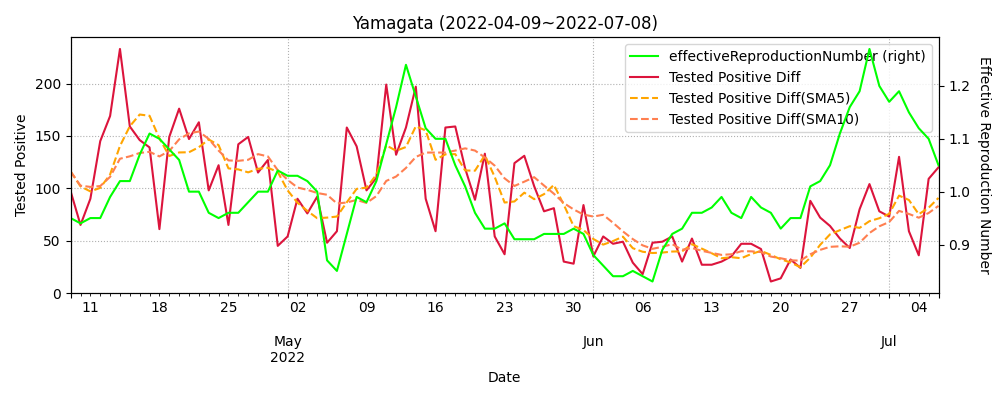 Yamagata (2022-04-09~2022-07-08)
effectiveReproductionNumber (right)
Tested Positive Diff
Tested Positive Diff(SMA5)
Tested Positive Diff(SMA10)
Tested Positive
200
150
100
50
0
1.2
1.1
1.0
0.9
Effective Reproduction Number
11 18 25 02 09 16 23 30 06 13 20 27 04
May Jun Jul
2022
Date